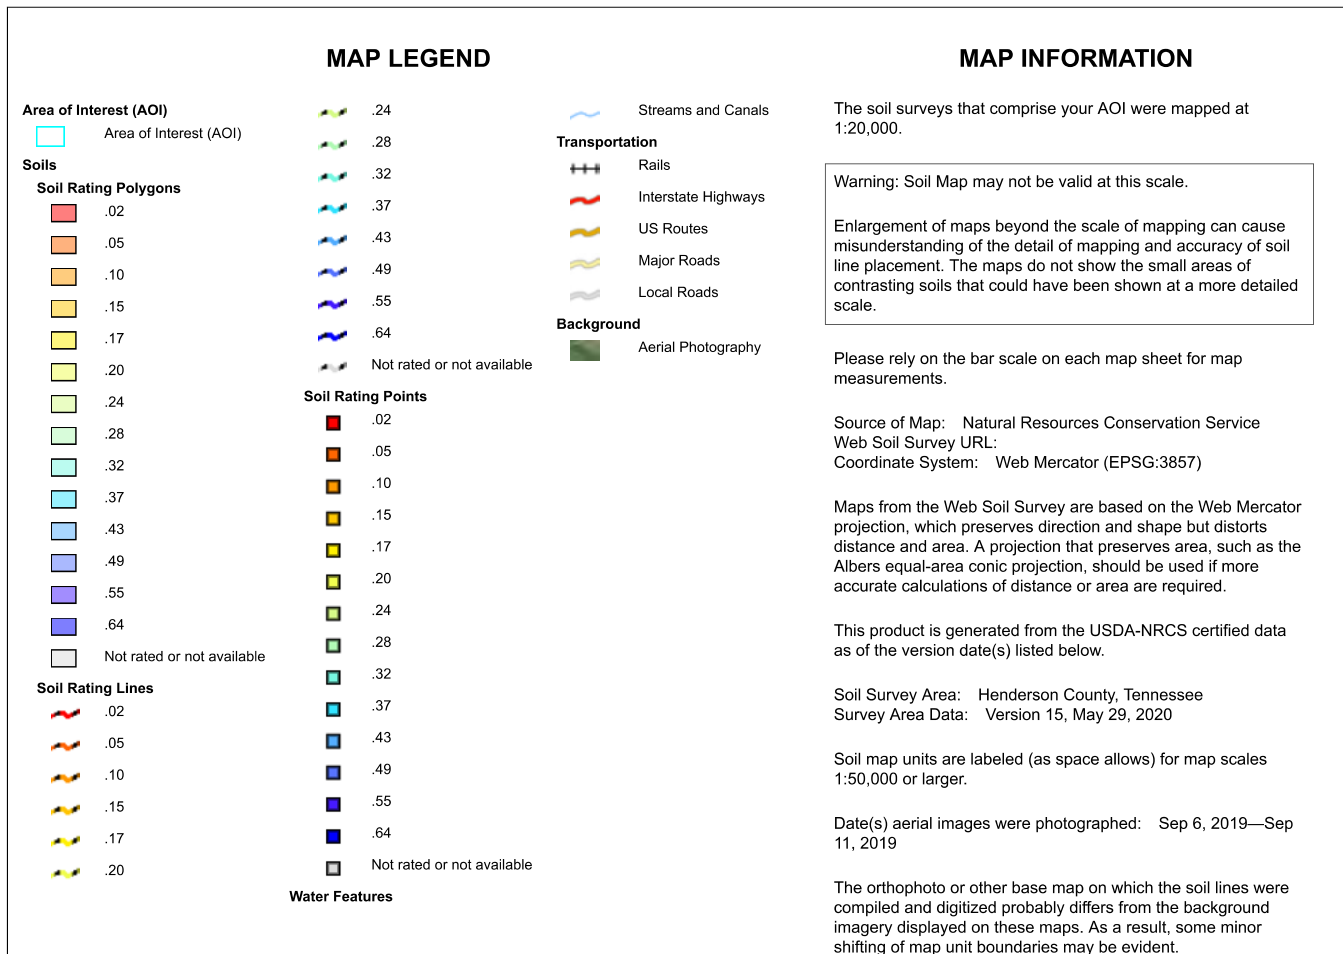 MAP LEGEND
Area of Interest (AOI)
Area of Interest (AOI)
Soils
Soil Rating Polygons
.02
.05
.10
.15
.17
.20
.24
.28
.32
.37
.43
.49
.55
.64
Not rated or not available
Soil Rating Lines
.02
.05
.10
.15
.17
.20
.24
.28
.32
.37
.43
.49
.55
.64
Not rated or not available
Soil Rating Points
.02
.05
.10
.15
.17
.20
.24
.28
.32
.37
.43
.49
.55
.64
Not rated or not available
Water Features
Streams and Canals
Transportation
Rails
Interstate Highways
US Routes
Major Roads
Local Roads
Background
Aerial Photography
MAP INFORMATION
The soil surveys that comprise your AOI were mapped at
1:20,000.
Warning: Soil Map may not be valid at this scale.
Enlargement of maps beyond the scale of mapping can cause
misunderstanding of the detail of mapping and accuracy of soil
line placement. The maps do not show the small areas of
contrasting soils that could have been shown at a more detailed
scale.
Please rely on the bar scale on each map sheet for map
measurements.
Source of Map: Natural Resources Conservation Service
Web Soil Survey URL:
Coordinate System: Web Mercator (EPSG:3857)
Maps from the Web Soil Survey are based on the Web Mercator
projection, which preserves direction and shape but distorts
distance and area. A projection that preserves area, such as the
Albers equal-area conic projection, should be used if more
accurate calculations of distance or area are required.
This product is generated from the USDA-NRCS certified data
as of the version date(s) listed below.
Soil Survey Area: Henderson County, Tennessee
Survey Area Data: Version 15, May 29, 2020
Soil map units are labeled (as space allows) for map scales
1:50,000 or larger.
Date(s) aerial images were photographed: Sep 6, 2019—Sep
11, 2019
The orthophoto or other base map on which the soil lines were
compiled and digitized probably differs from the background
imagery displayed on these maps. As a result, some minor
shifting of map unit boundaries may be evident.